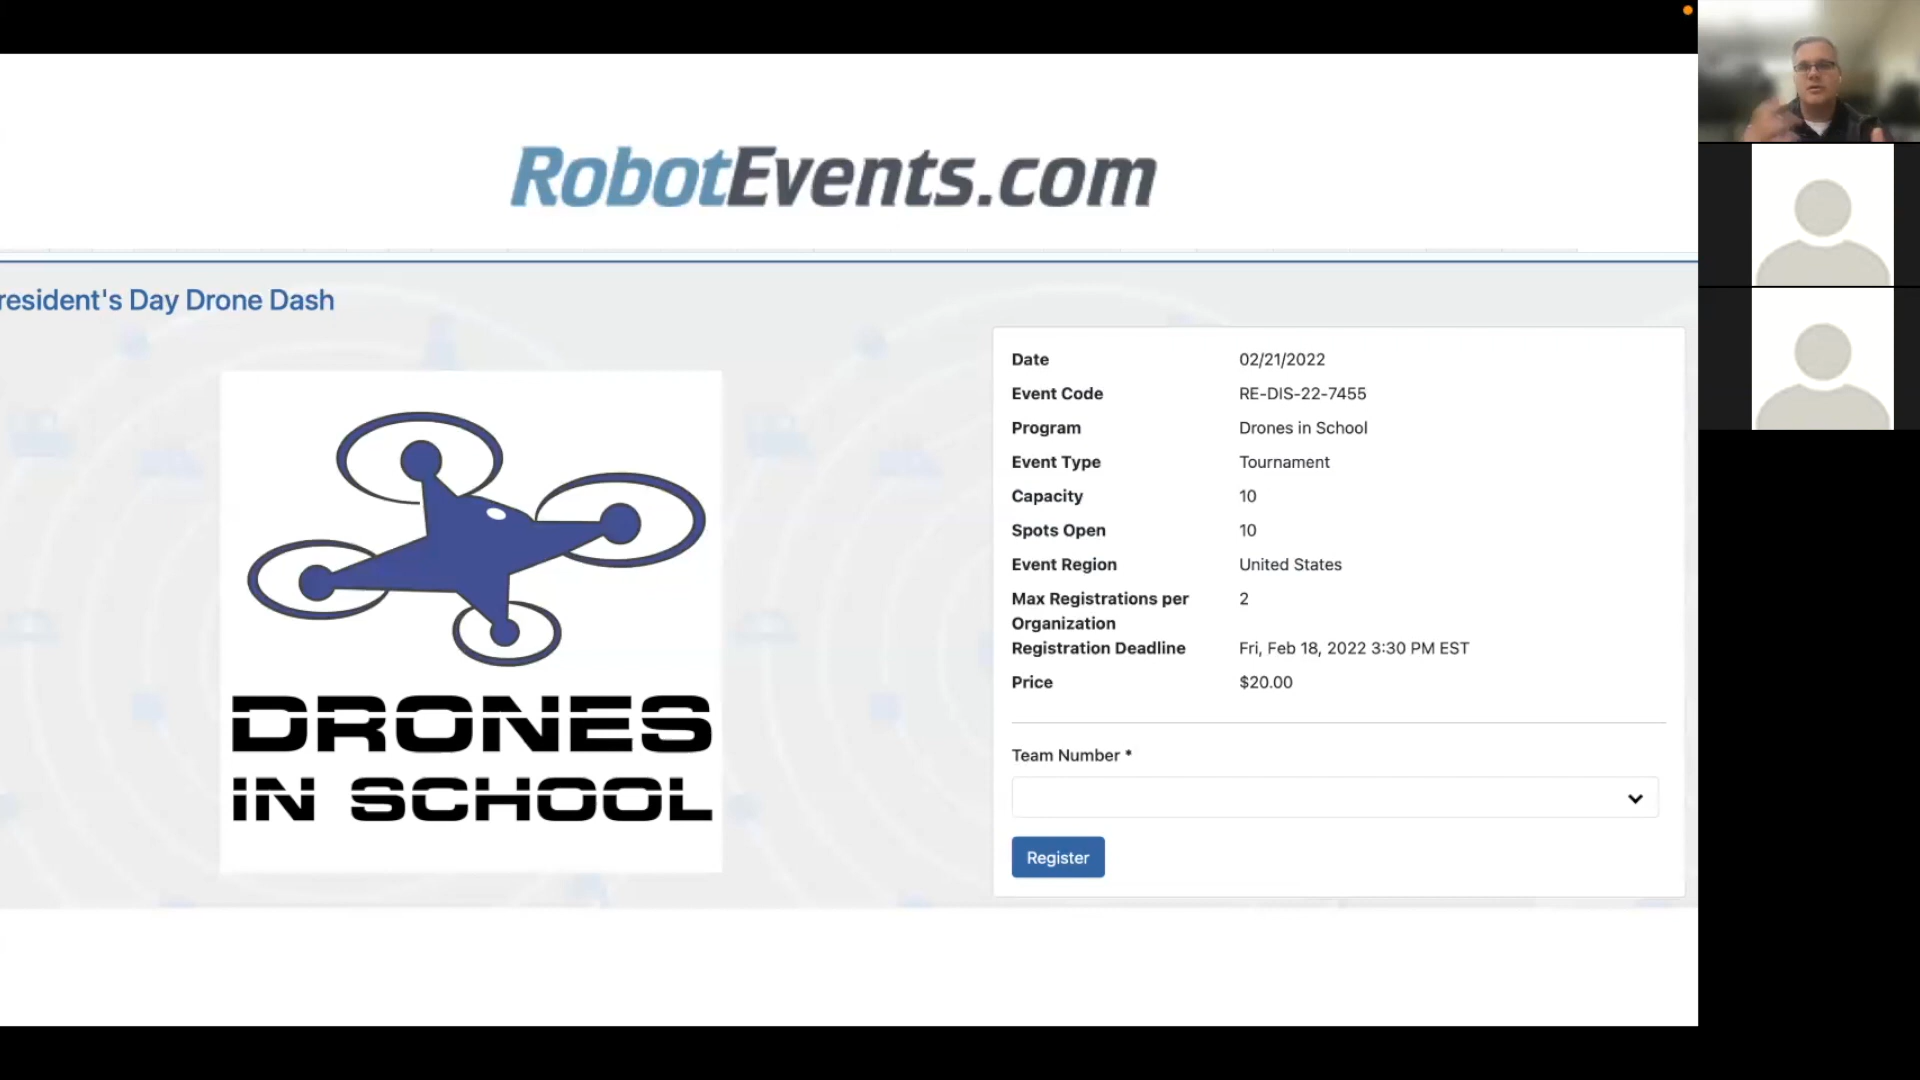 RobotEvents.com
resident's Day Drone Dash
Date 02/21/2022
Event Code RE-DIS-22-7455
Program Drones in School
Event Type Tournament
Capacity 10
Spots Open 10
Event Region United States
Max Registrations per 2
Organization
Registration Deadline Fri, Feb 18, 2022 3:30 PM EST
Price $20.00
Team Number *
Register
DRONES
IN SCHOOL